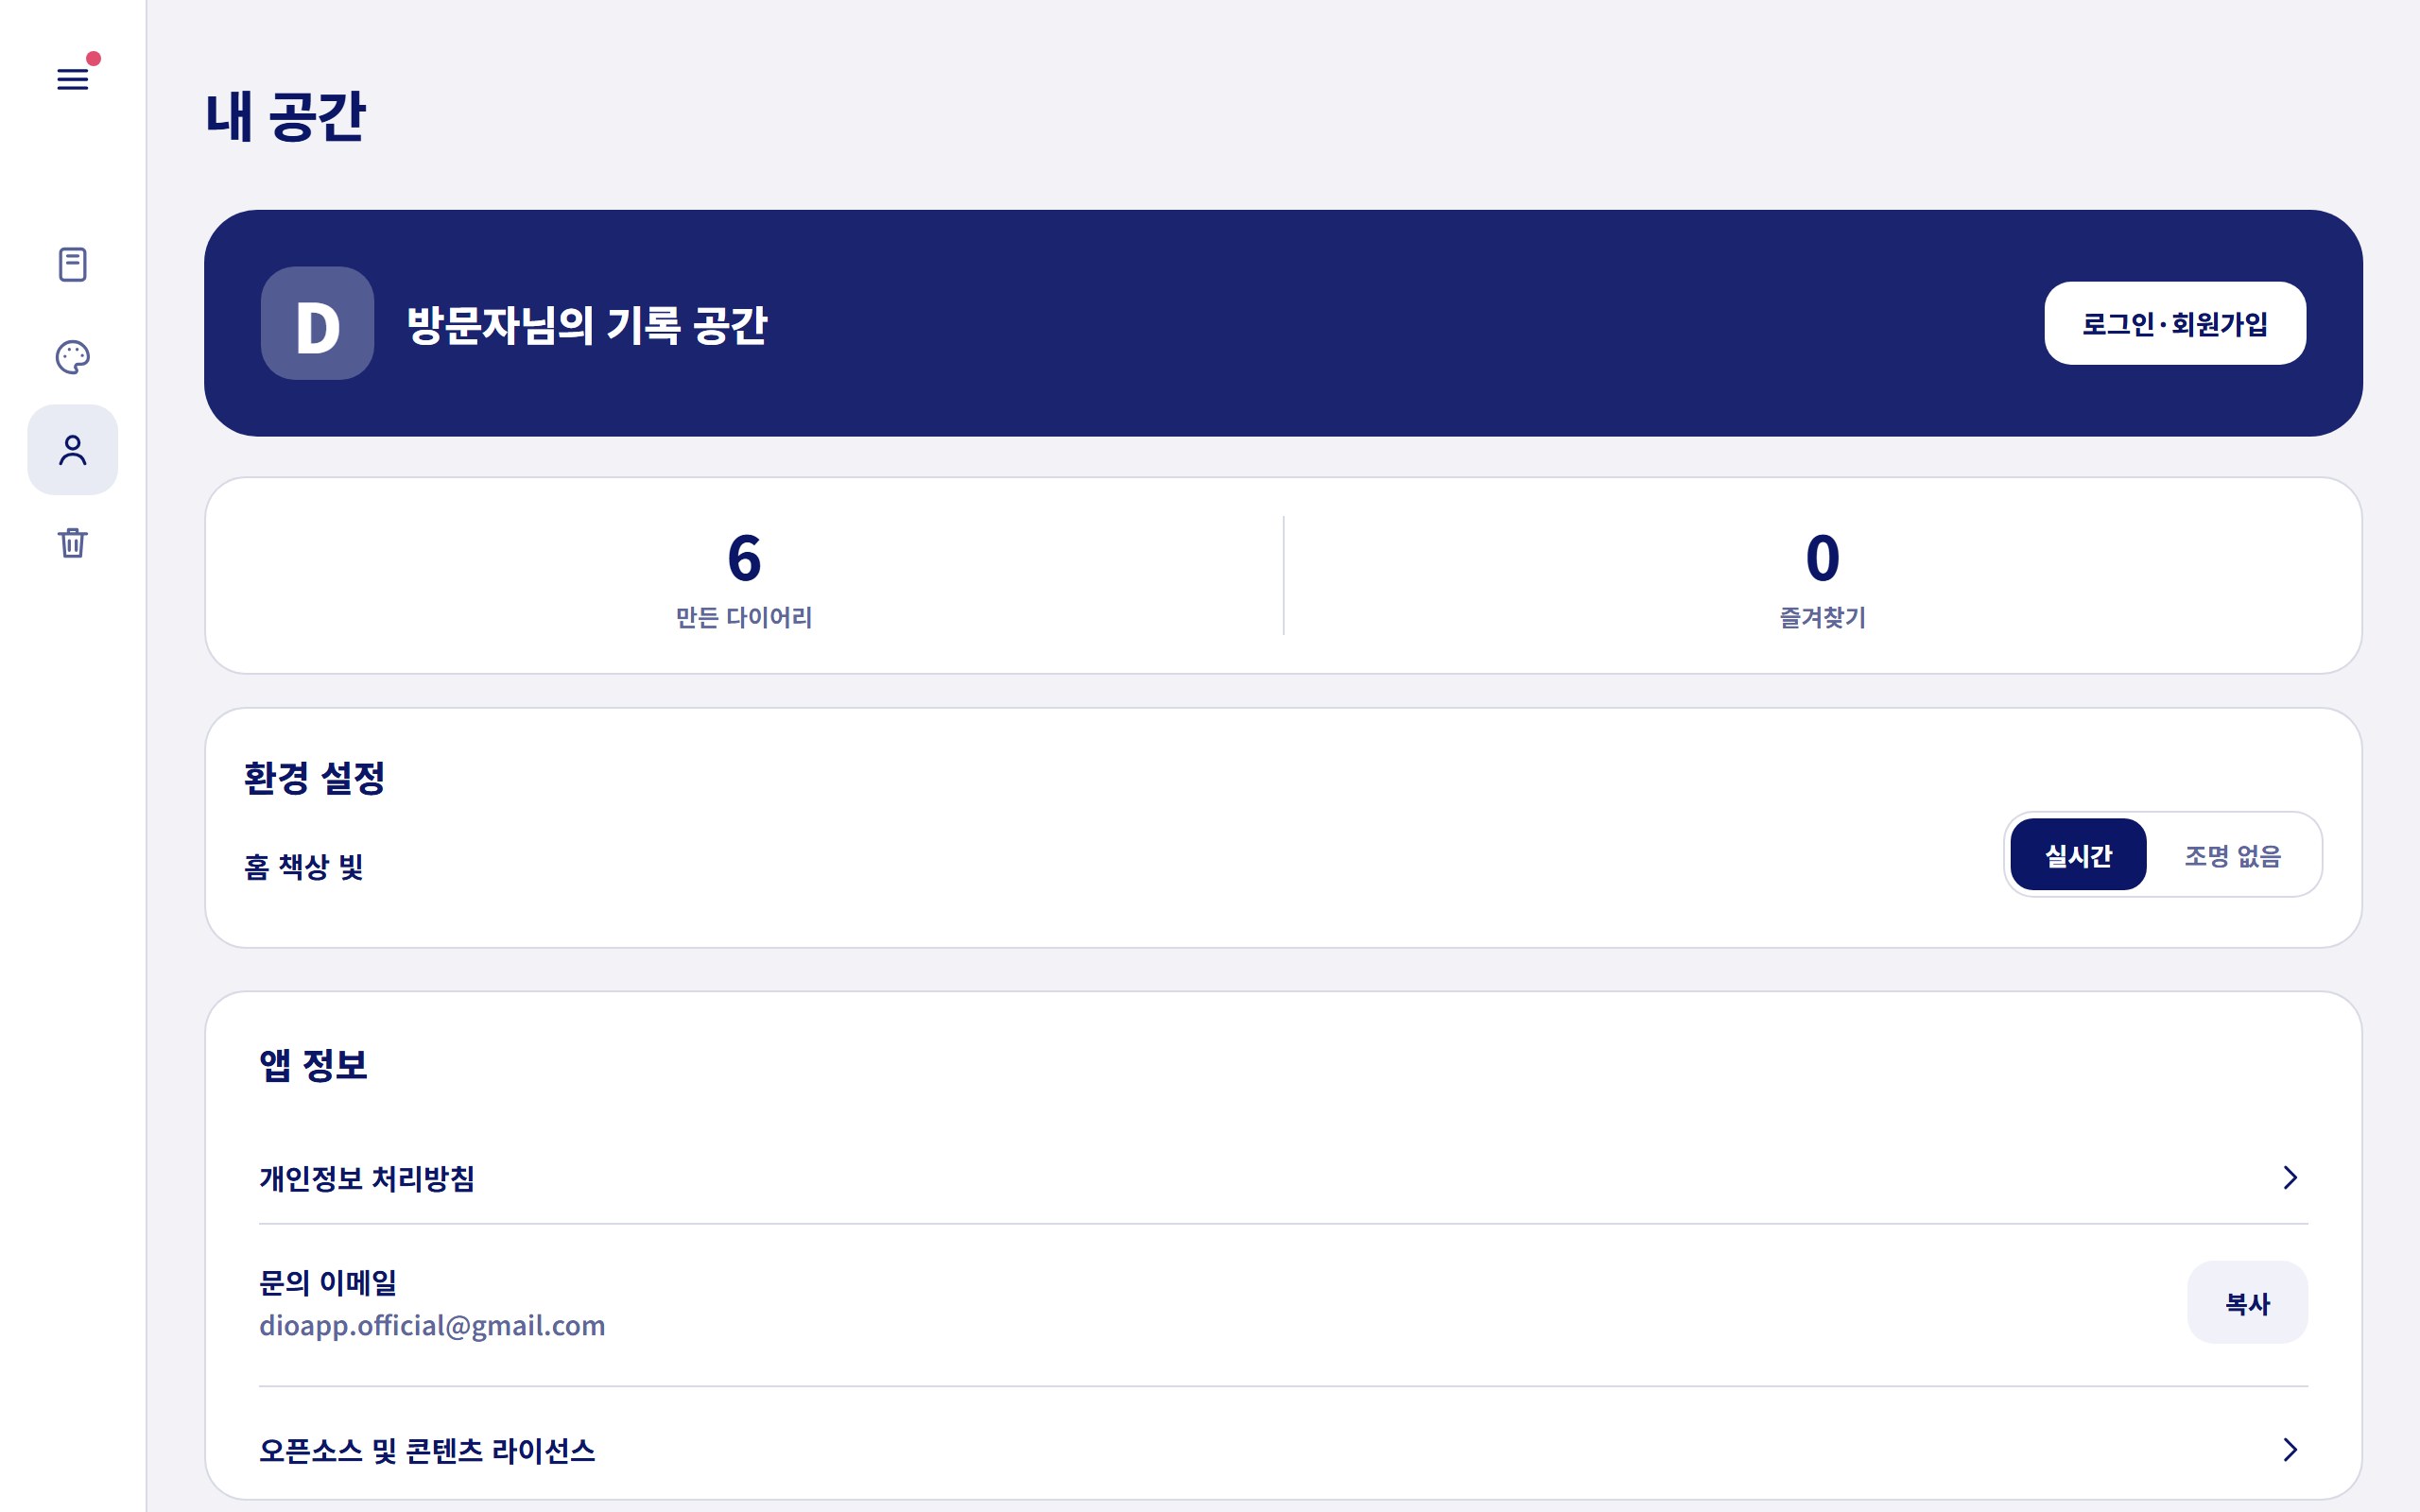 내 공간
D
방문자님의 기록 공간
로그인·회원가입
6
만든 다이어리
0
즐겨찾기
환경 설정
홈 책상 빛
실시간
조명 없음
앱 정보
개인정보 처리방침
문의 이메일
dioapp.official@gmail.com
복사
오픈소스 및 콘텐츠 라이선스